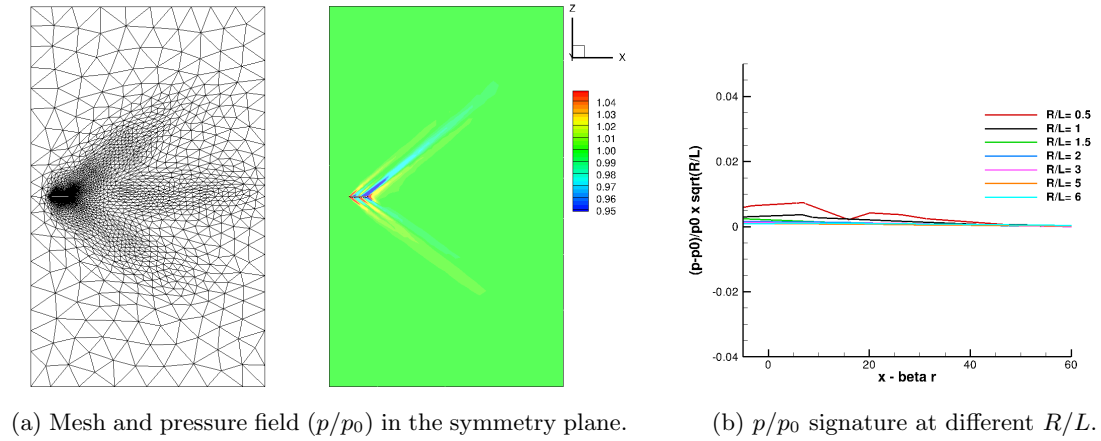 Z
Y
X
1.04
1.02
1.01
1.00
0.99
0.98
0.97
0.96
0.95
(p-p0)/p0 x sqrt(R/L)
0.04
0.02
0
-0.02
-0.04
R/L= 0.5
R/L= 1
R/L= 1.5
R/L= 2
R/L= 3
R/L= 5
R/L= 6
0
20
40
60
x - beta r
(a) Mesh and pressure field (p/p₀) in the symmetry plane.
(b) p/p₀ signature at different R/L.